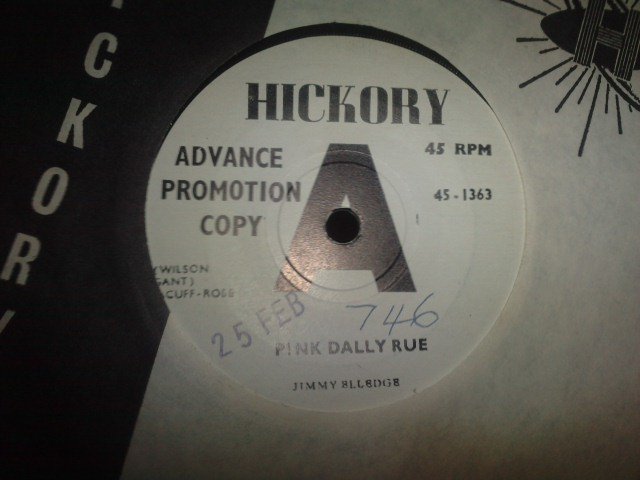 HICKORY
HICKORY
ADVANCE
PROMOTION
COPY
A
45 RPM
45-1363
WILSON
GANT)
CUFF-ROSE
25 FEB
746
PINK DALLY RUE
JIMMY ELLEDGE